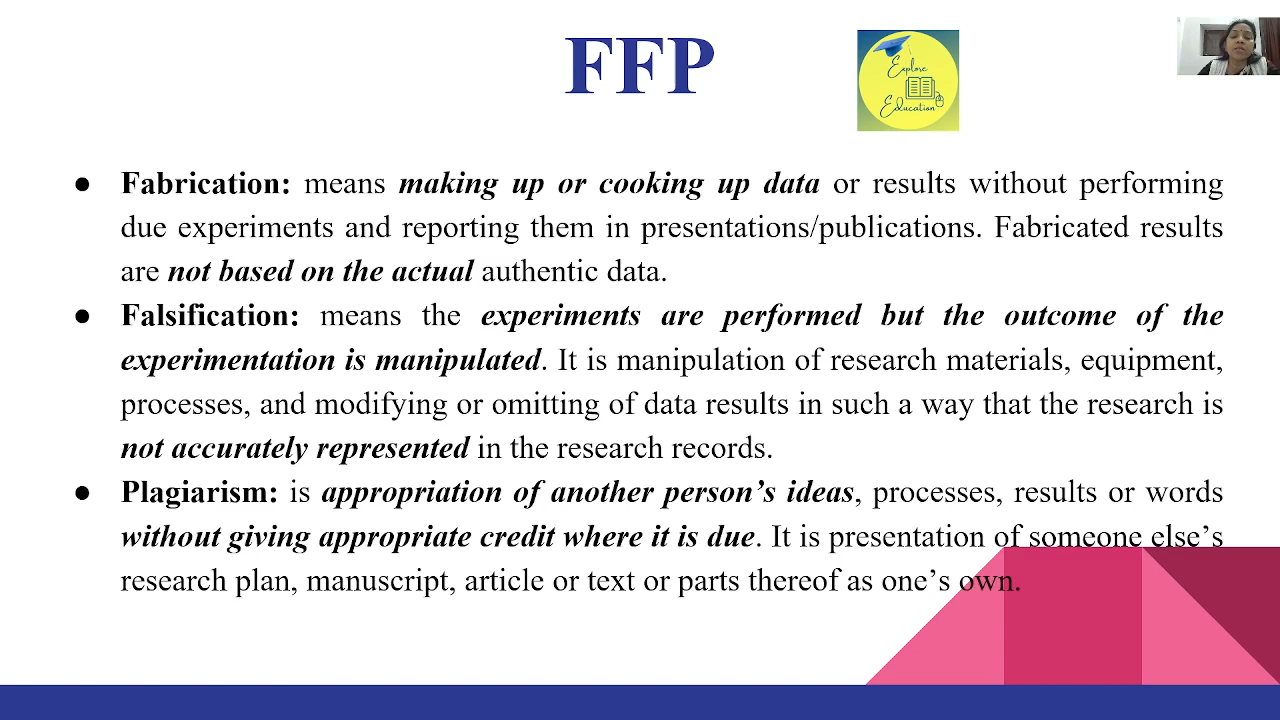 FFP
Explore
Education
● Fabrication: means making up or cooking up data or results without performing
due experiments and reporting them in presentations/publications. Fabricated results
are not based on the actual authentic data.
● Falsification: means the experiments are performed but the outcome of the
experimentation is manipulated. It is manipulation of research materials, equipment,
processes, and modifying or omitting of data results in such a way that the research is
not accurately represented in the research records.
● Plagiarism: is appropriation of another person’s ideas, processes, results or words
without giving appropriate credit where it is due. It is presentation of someone else’s
research plan, manuscript, article or text or parts thereof as one’s own.